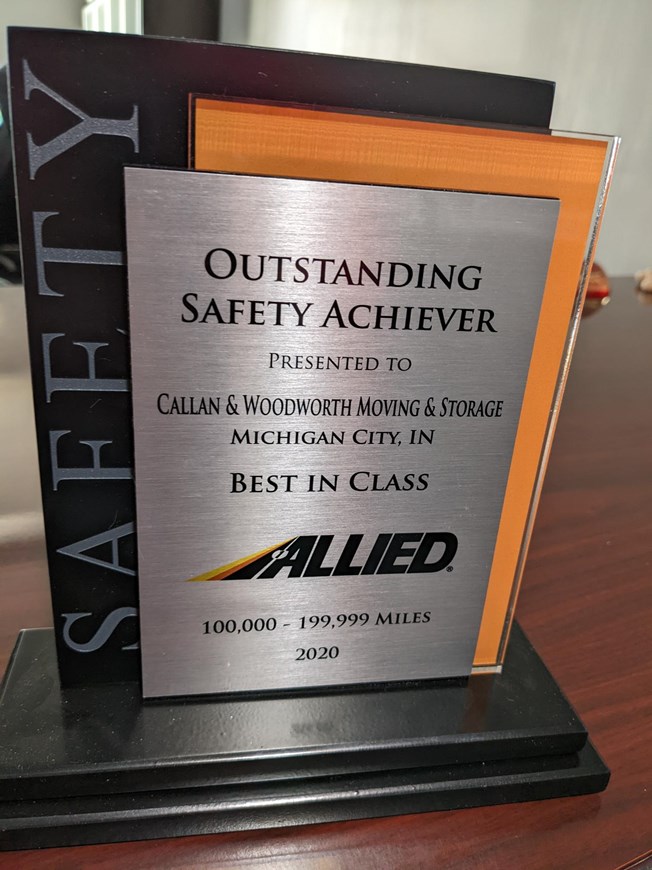 SAFETY
Outstanding
Safety Achiever
Presented to
Callan & Woodworth Moving & Storage
Michigan City, IN
Best in Class
ALLIED®
100,000 - 199,999 Miles
2020